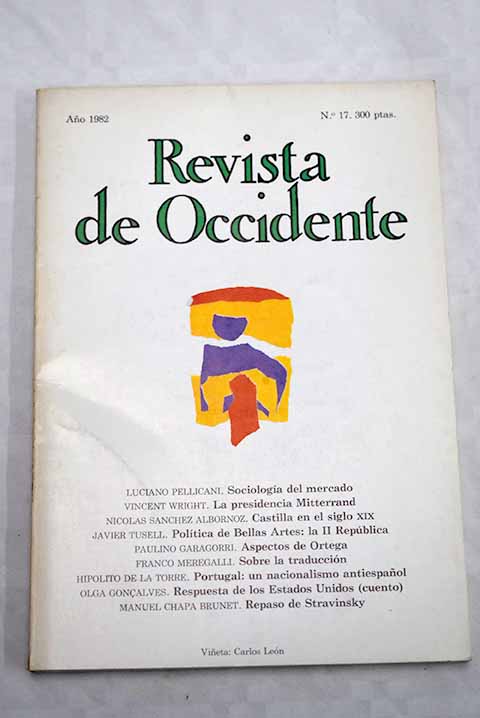 Año 1982 N.º 17. 300 ptas.
Revista
de Occidente
LUCIANO PELLICANI. Sociología del mercado
VINCENT WRIGHT. La presidencia Mitterrand
NICOLAS SANCHEZ ALBORNOZ. Castilla en el siglo XIX
JAVIER TUSELL. Política de Bellas Artes: la II República
PAULINO GARAGORRI. Aspectos de Ortega
FRANCO MEREGALLI. Sobre la traducción
HIPOLITO DE LA TORRE. Portugal: un nacionalismo antiespañol
OLGA GONÇALVES. Respuesta de los Estados Unidos (cuento)
MANUEL CHAPA BRUNET. Repaso de Stravinsky
Viñeta: Carlos León